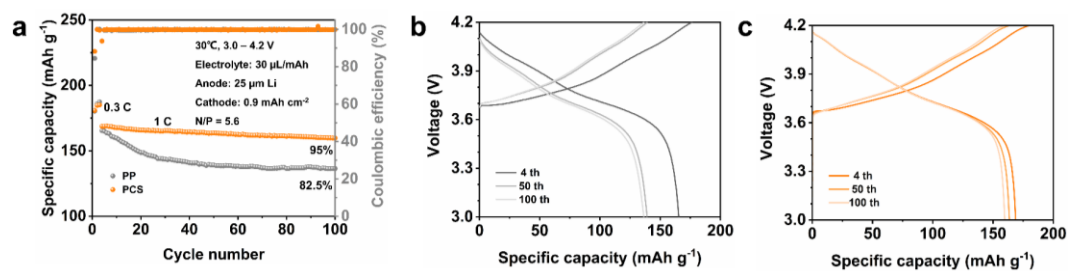 a
Specific capacity (mAh g⁻¹)
250
200
150
100
30℃, 3.0 – 4.2 V
Electrolyte: 30 μL/mAh
Anode: 25 μm Li
Cathode: 0.9 mAh cm⁻²
N/P = 5.6
0.3 C
1 C
95%
82.5%
PP
PCS
0 20 40 60 80 100
Cycle number
100
80
60
40
20
0
Coulombic efficiency (%)
b
Voltage (V)
4.2
3.9
3.6
3.3
3.0
4 th
50 th
100 th
0 50 100 150 200
Specific capacity (mAh g⁻¹)
c
Voltage (V)
4.2
3.9
3.6
3.3
3.0
4 th
50 th
100 th
0 50 100 150 200
Specific capacity (mAh g⁻¹)